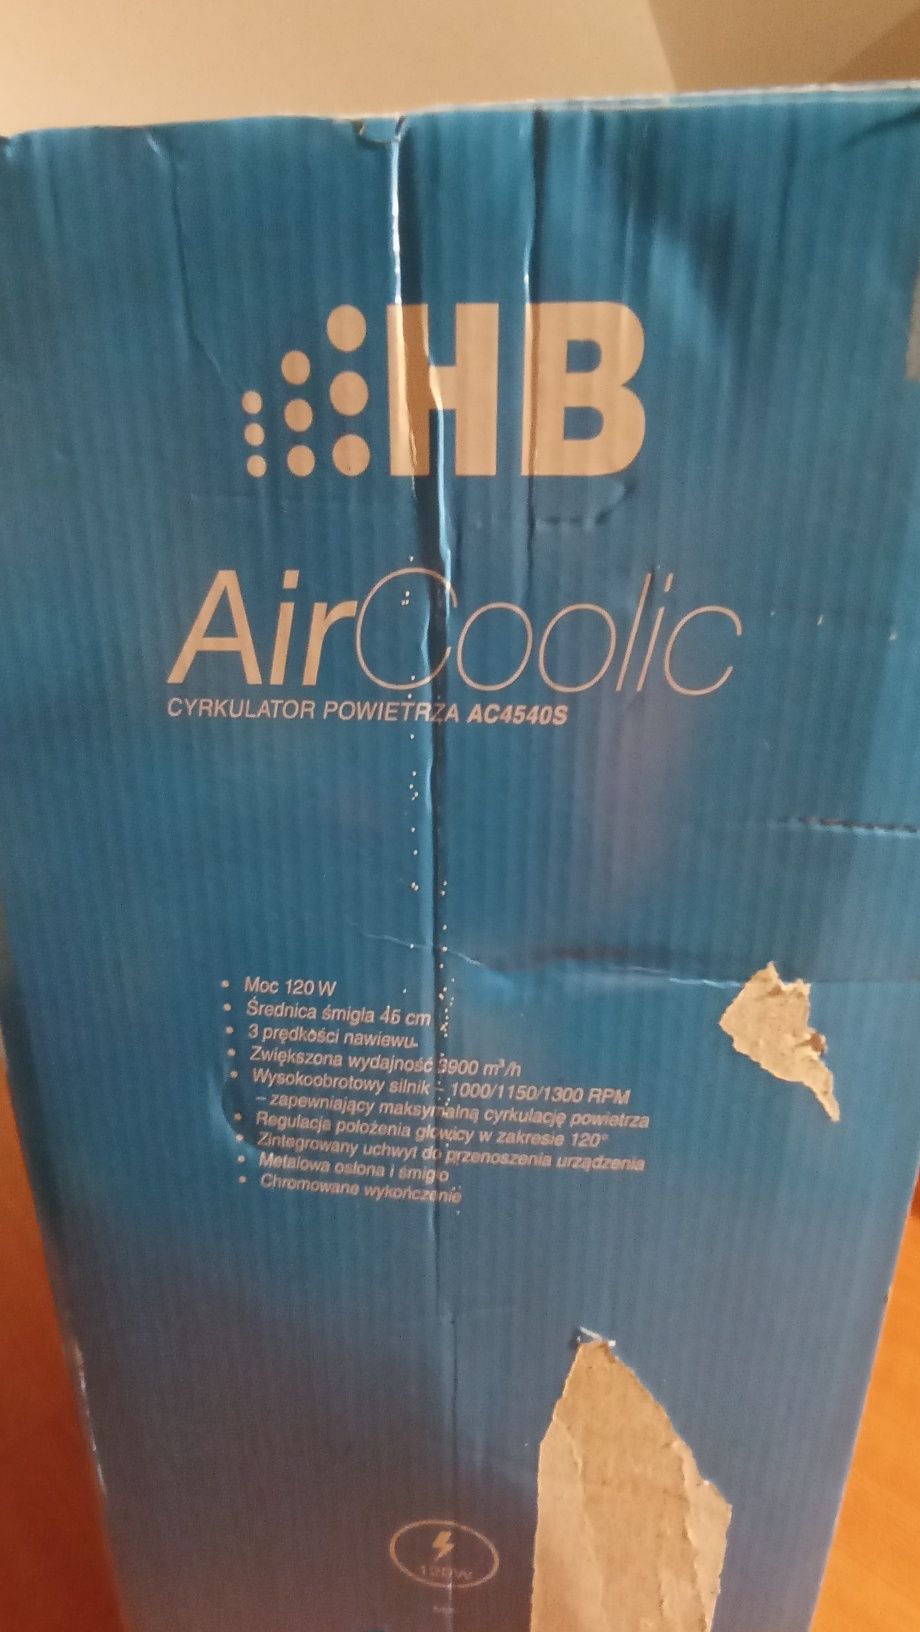 HB
AirCoolic
CYRKULATOR POWIETRZA AC4540S
• Moc 120 W
• Średnica śmigła 45 cm
• 3 prędkości nawiewu
• Zwiększona wydajność 3900 m³/h
• Wysokoobrotowy silnik – 1000/1150/1300 RPM
– zapewniający maksymalną cyrkulację powietrza
• Regulacja położenia głowicy w zakresie 120°
• Zintegrowany uchwyt do przenoszenia urządzenia
• Metalowa osłona i śmigło
• Chromowane wykończenie
120W